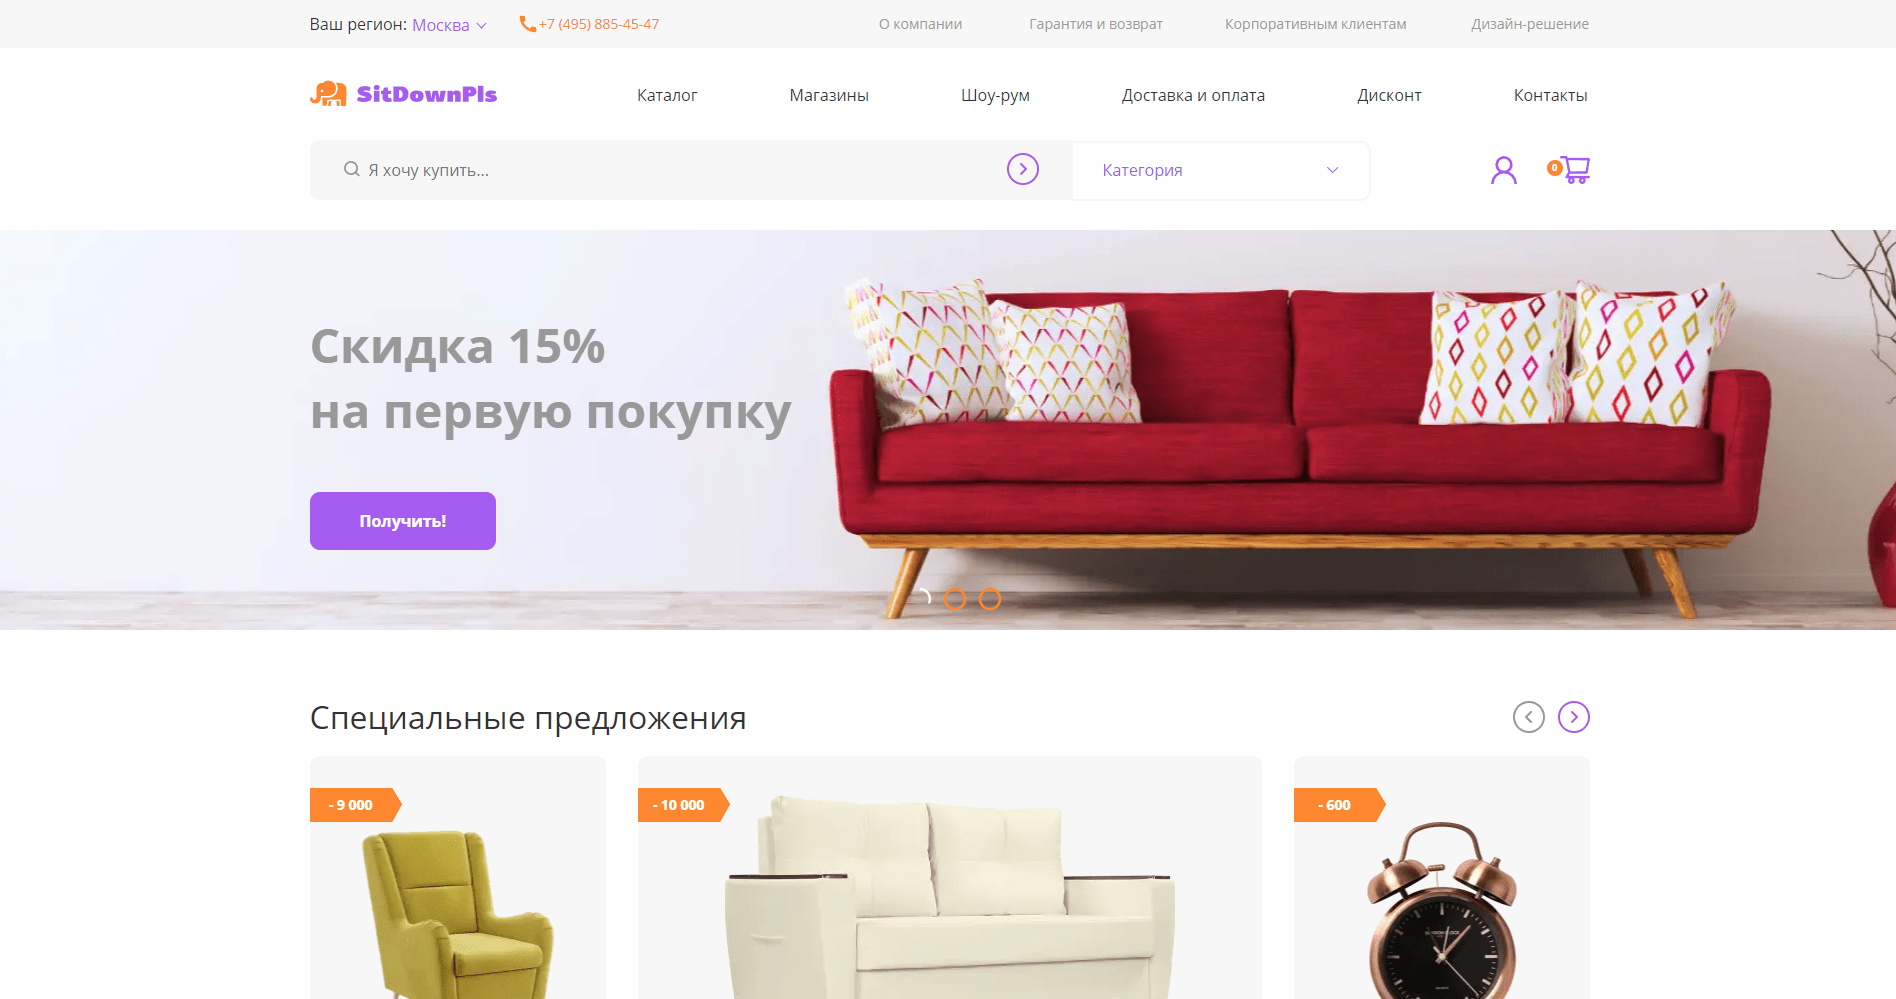 Ваш регион: Москва
+7 (495) 885-45-47
О компании
Гарантия и возврат
Корпоративным клиентам
Дизайн-решение
SitDownPls
Каталог
Магазины
Шоу-рум
Доставка и оплата
Дисконт
Контакты
Я хочу купить...
Категория
0
Скидка 15%
на первую покупку
Получить!
Специальные предложения
- 9 000
- 10 000
- 600